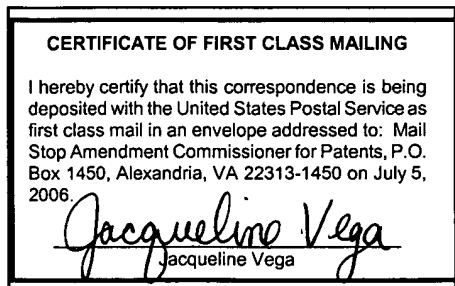 CERTIFICATE OF FIRST CLASS MAILING
I hereby certify that this correspondence is being
deposited with the United States Postal Service as
first class mail in an envelope addressed to: Mail
Stop Amendment Commissioner for Patents, P.O.
Box 1450, Alexandria, VA 22313-1450 on July 5,
2006.
Jacqueline Vega
Jacqueline Vega